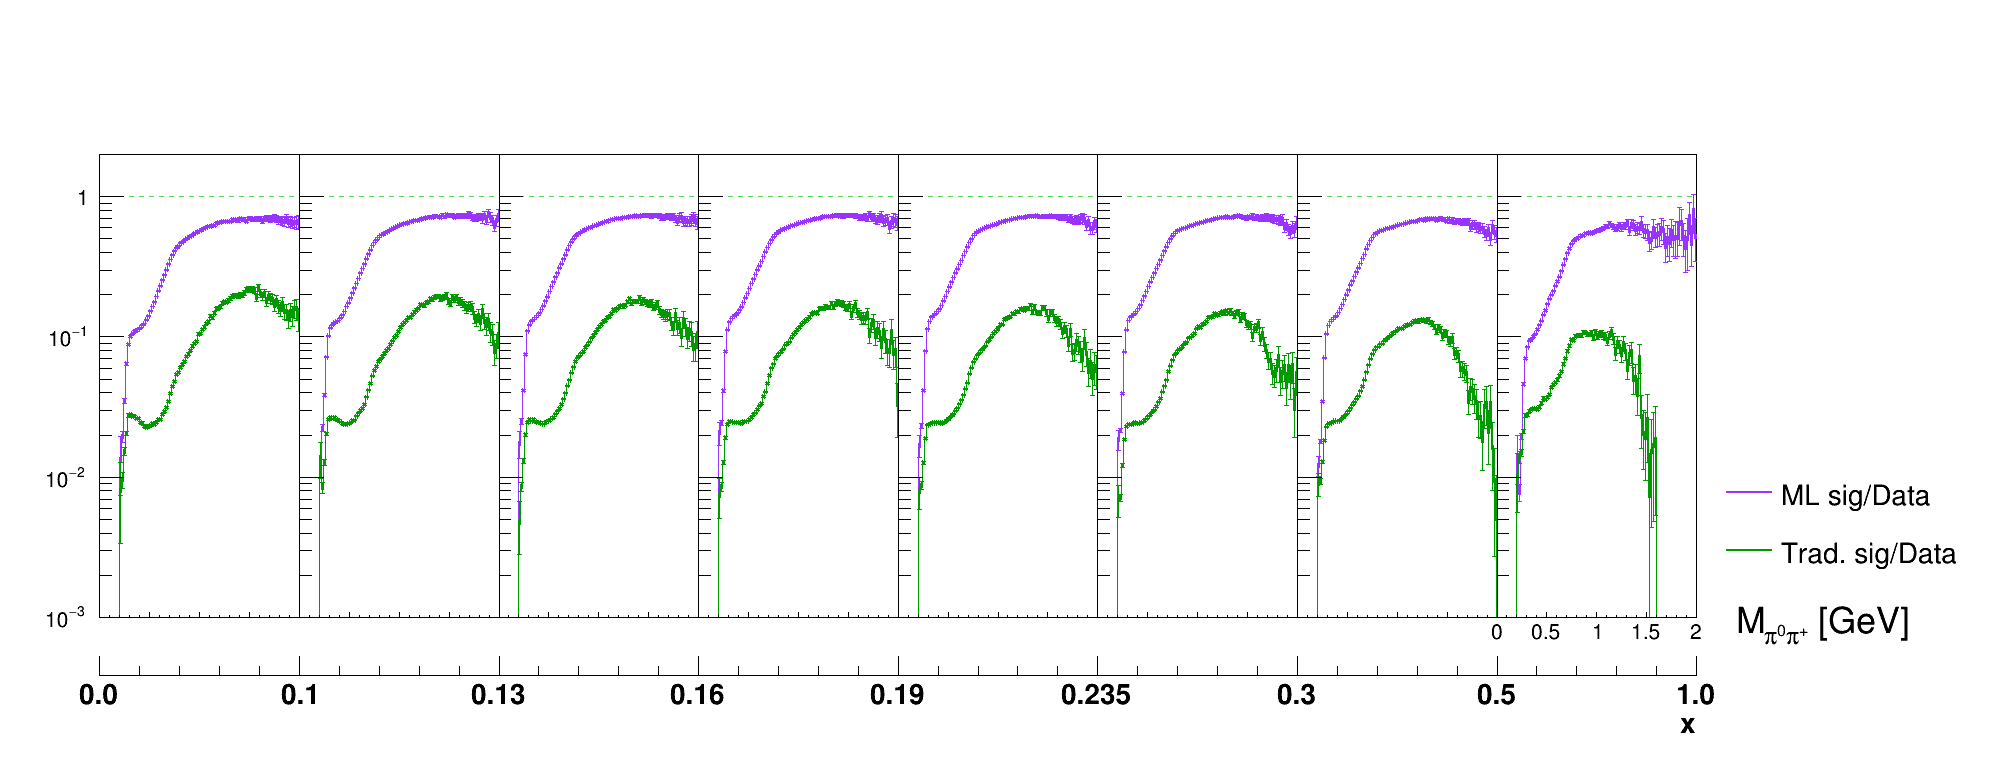 1
10⁻¹
10⁻²
10⁻³
ML sig/Data
Trad. sig/Data
0 0.5 1 1.5 2
M_π⁰π⁺ [GeV]
0.0 0.1 0.13 0.16 0.19 0.235 0.3 0.5 1.0
x